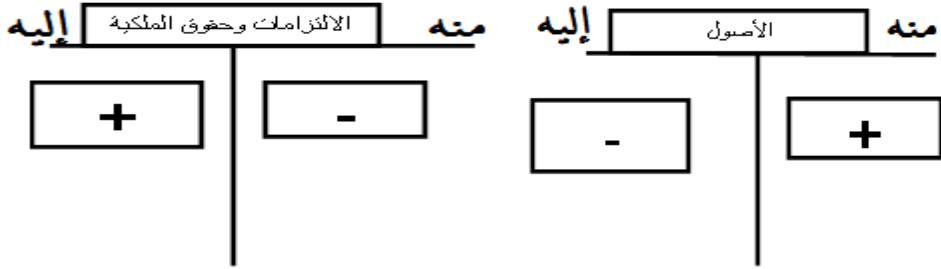 منه الأصول إليه
+ -
منه الالتزامات وحقوق الملكية إليه
- +